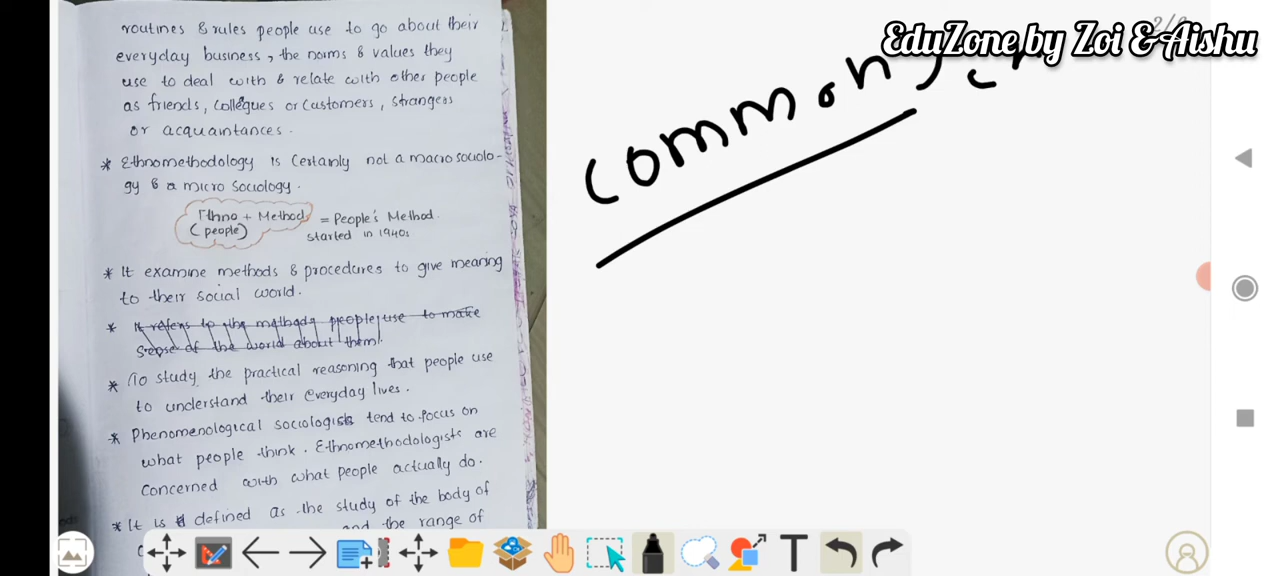 routines & rules people use to go about their
everyday business, the norms & values they
use to deal with & relate with other people
as friends, collegues or customers, strangers
or acquaintances.
* Ethnomethodology is certainly not a macro sociolo-
gy & a micro sociology.
Ethno + Method = People's Method.
(people) started in 1940s
* It examine methods & procedures to give meaning
to their social world.
* It refers to the methods people use to make
sense of the world about them.
* To study the practical reasoning that people use
to understand their everyday lives.
* Phenomenological sociologists tend to focus on
what people think. Ethnomethodologists are
concerned with what people actually do.
* It is defined as the study of the body of
and the range of
EduZone by Zoi & Aishu
common
T